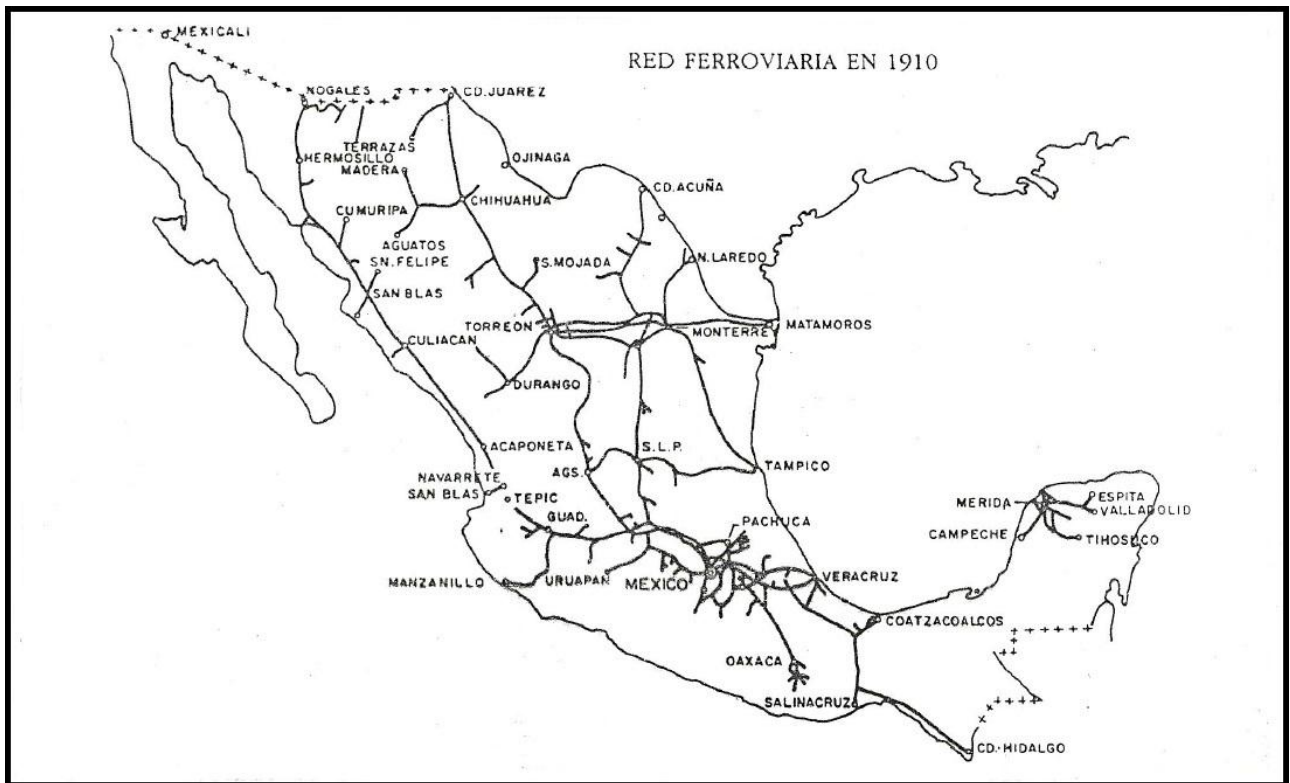 MEXICALI
RED FERROVIARIA EN 1910
NOGALES
CD. JUAREZ
TERRAZAS
HERMOSILLO
MADERA
OJINAGA
CD. ACUÑA
CHIHUAHUA
CUMURIPA
AGUATOS
SN. FELIPE
S. MOJADA
N. LAREDO
SAN BLAS
TORREON
MONTERRE
MATAMOROS
CULIACAN
DURANGO
ACAPONETA
S.L.P.
AGS.
TAMPICO
NAVARRETE
SAN BLAS
TEPIC
GUAD.
PACHUCA
MERIDA
ESPITA
VALLADOLID
CAMPECHE
TIHOSUCO
MANZANILLO
URUAPAN
MEXICO
VERACRUZ
COATZACOALCOS
OAXACA
SALINACRUZ
CD. HIDALGO